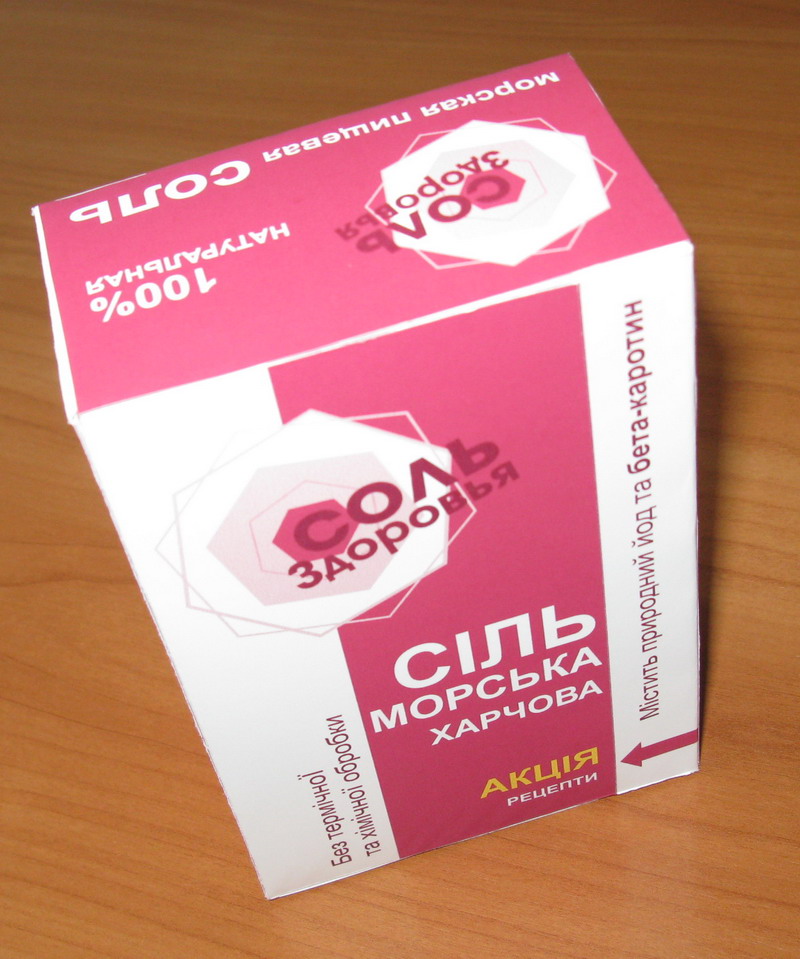 морская пищевая СОЛЬ
СОЛЬ
Здоровья
100%
НАТУРАЛЬНАЯ
СОЛЬ
Здоровья
СІЛЬ
МОРСЬКА
ХАРЧОВА
АКЦІЯ
РЕЦЕПТИ
Без термічної
та хімічної обробки
Містить природний йод та бета-каротин